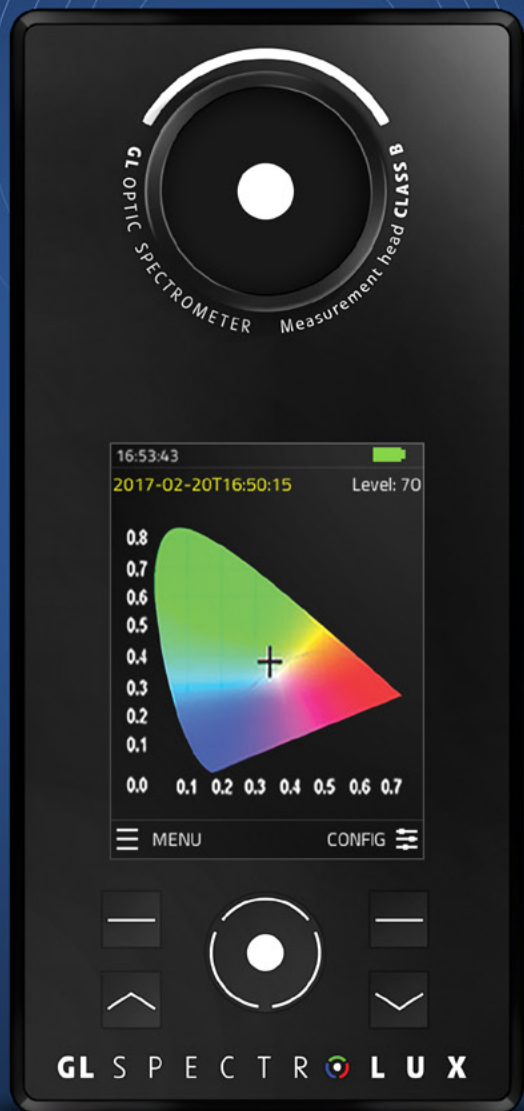 GL OPTIC SPECTROMETER
Measurement head CLASS B
16:53:43
2017-02-20T16:50:15 Level: 70
0.8
0.7
0.6
0.5
0.4
0.3
0.2
0.1
0.0 0.1 0.2 0.3 0.4 0.5 0.6 0.7
MENU CONFIG
GL SPECTROLUX